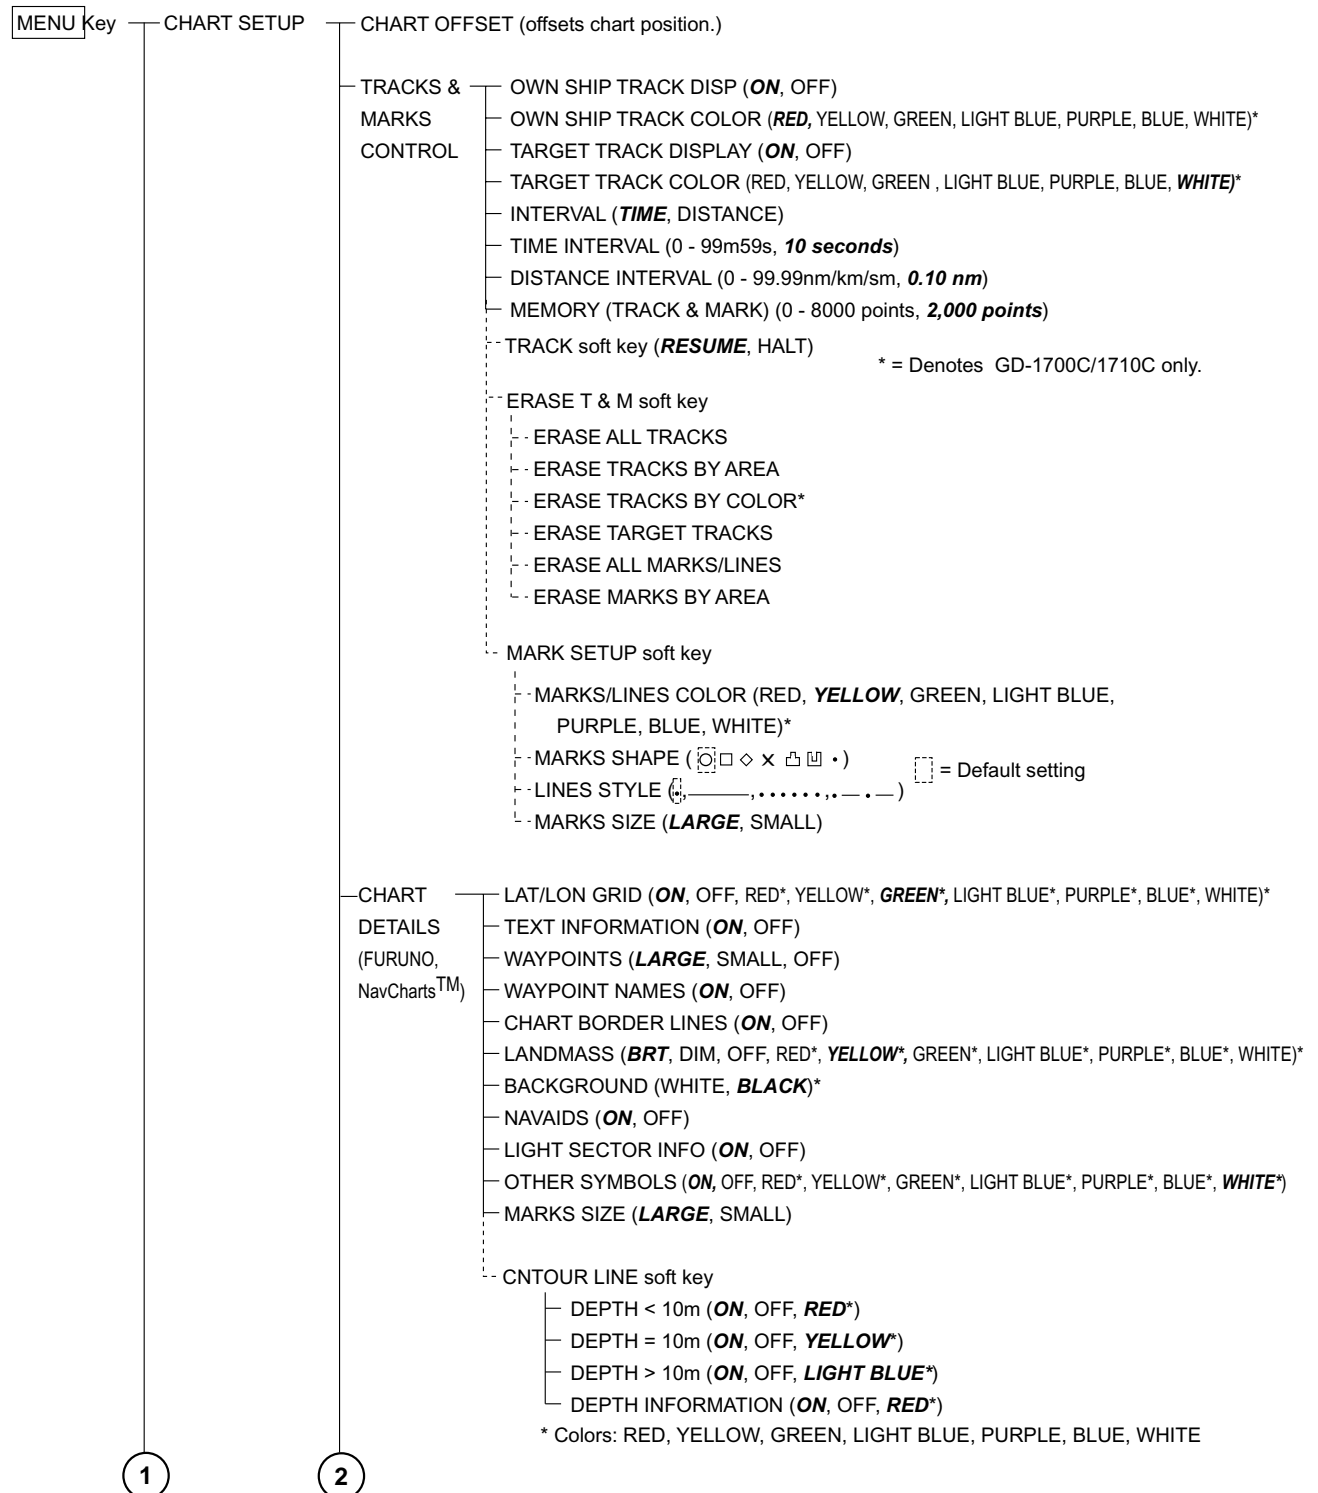 MENU Key CHART SETUP CHART OFFSET (offsets chart position.)
TRACKS & OWN SHIP TRACK DISP (ON, OFF)
MARKS OWN SHIP TRACK COLOR (RED, YELLOW, GREEN, LIGHT BLUE, PURPLE, BLUE, WHITE)*
CONTROL TARGET TRACK DISPLAY (ON, OFF)
TARGET TRACK COLOR (RED, YELLOW, GREEN , LIGHT BLUE, PURPLE, BLUE, WHITE)*
INTERVAL (TIME, DISTANCE)
TIME INTERVAL (0 - 99m59s, 10 seconds)
DISTANCE INTERVAL (0 - 99.99nm/km/sm, 0.10 nm)
MEMORY (TRACK & MARK) (0 - 8000 points, 2,000 points)
TRACK soft key (RESUME, HALT)
* = Denotes GD-1700C/1710C only.
ERASE T & M soft key
ERASE ALL TRACKS
ERASE TRACKS BY AREA
ERASE TRACKS BY COLOR*
ERASE TARGET TRACKS
ERASE ALL MARKS/LINES
ERASE MARKS BY AREA
MARK SETUP soft key
MARKS/LINES COLOR (RED, YELLOW, GREEN, LIGHT BLUE,
PURPLE, BLUE, WHITE)*
MARKS SHAPE ( )
= Default setting
LINES STYLE ( , , , )
MARKS SIZE (LARGE, SMALL)
CHART LAT/LON GRID (ON, OFF, RED*, YELLOW*, GREEN*, LIGHT BLUE*, PURPLE*, BLUE*, WHITE)*
DETAILS TEXT INFORMATION (ON, OFF)
(FURUNO, WAYPOINTS (LARGE, SMALL, OFF)
NavCharts™) WAYPOINT NAMES (ON, OFF)
CHART BORDER LINES (ON, OFF)
LANDMASS (BRT, DIM, OFF, RED*, YELLOW*, GREEN*, LIGHT BLUE*, PURPLE*, BLUE*, WHITE)*
BACKGROUND (WHITE, BLACK)*
NAVAIDS (ON, OFF)
LIGHT SECTOR INFO (ON, OFF)
OTHER SYMBOLS (ON, OFF, RED*, YELLOW*, GREEN*, LIGHT BLUE*, PURPLE*, BLUE*, WHITE*)
MARKS SIZE (LARGE, SMALL)
CNTOUR LINE soft key
DEPTH < 10m (ON, OFF, RED*)
DEPTH = 10m (ON, OFF, YELLOW*)
DEPTH > 10m (ON, OFF, LIGHT BLUE*)
DEPTH INFORMATION (ON, OFF, RED*)
* Colors: RED, YELLOW, GREEN, LIGHT BLUE, PURPLE, BLUE, WHITE
1 2